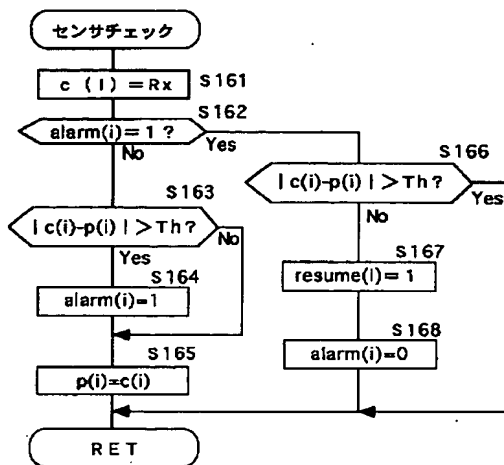 センサチェック
c (I) =Rx
S161
S162
alarm(i)=1?
No
Yes
S163
|c(i)-p(i)|>Th?
No
Yes
S164
alarm(i)=1
S165
p(i)=c(i)
RET
S166
|c(i)-p(i)|>Th?
Yes
No
S167
resume(i)=1
S168
alarm(i)=0